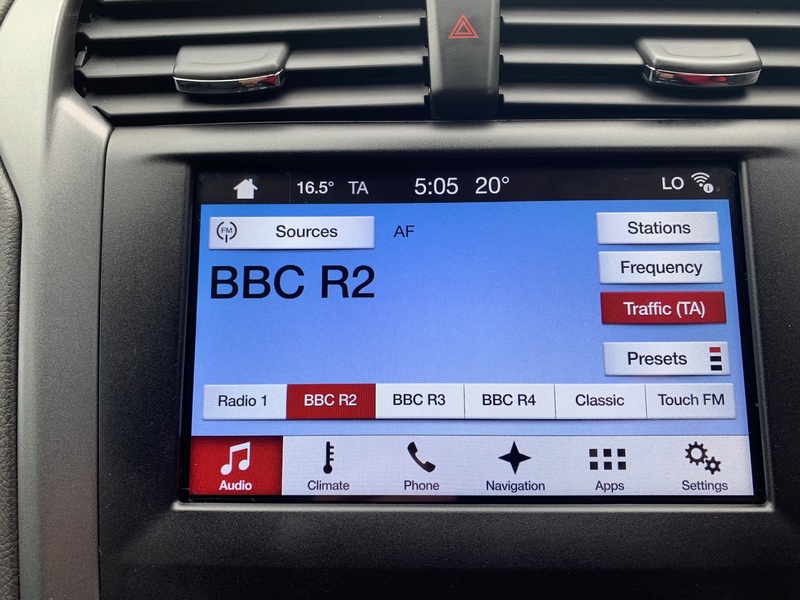 16.5° TA 5:05 20° LO
FM Sources AF Stations
BBC R2
Frequency
Traffic (TA)
Presets
Radio 1 BBC R2 BBC R3 BBC R4 Classic Touch FM
Audio Climate Phone Navigation Apps Settings